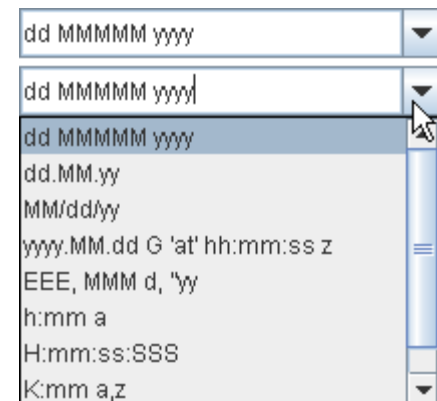 dd MMMMM yyyy
dd MMMMM yyyy
dd MMMMM yyyy
dd.MM.yy
MM/dd/yy
yyyy.MM.dd G 'at' hh:mm:ss z
EEE, MMM d, ''yy
h:mm a
H:mm:ss:SSS
K:mm a,z